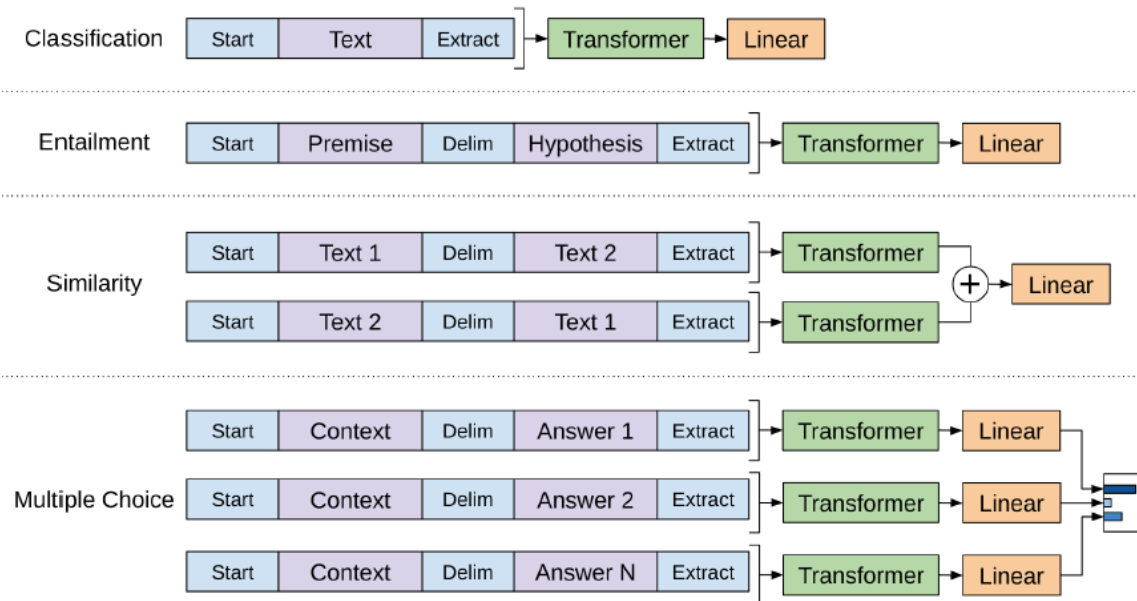 Classification Start Text Extract Transformer Linear
Entailment Start Premise Delim Hypothesis Extract Transformer Linear
Similarity
Start Text 1 Delim Text 2 Extract Transformer
+ Linear
Start Text 2 Delim Text 1 Extract Transformer
Multiple Choice
Start Context Delim Answer 1 Extract Transformer Linear
Start Context Delim Answer 2 Extract Transformer Linear
Start Context Delim Answer N Extract Transformer Linear